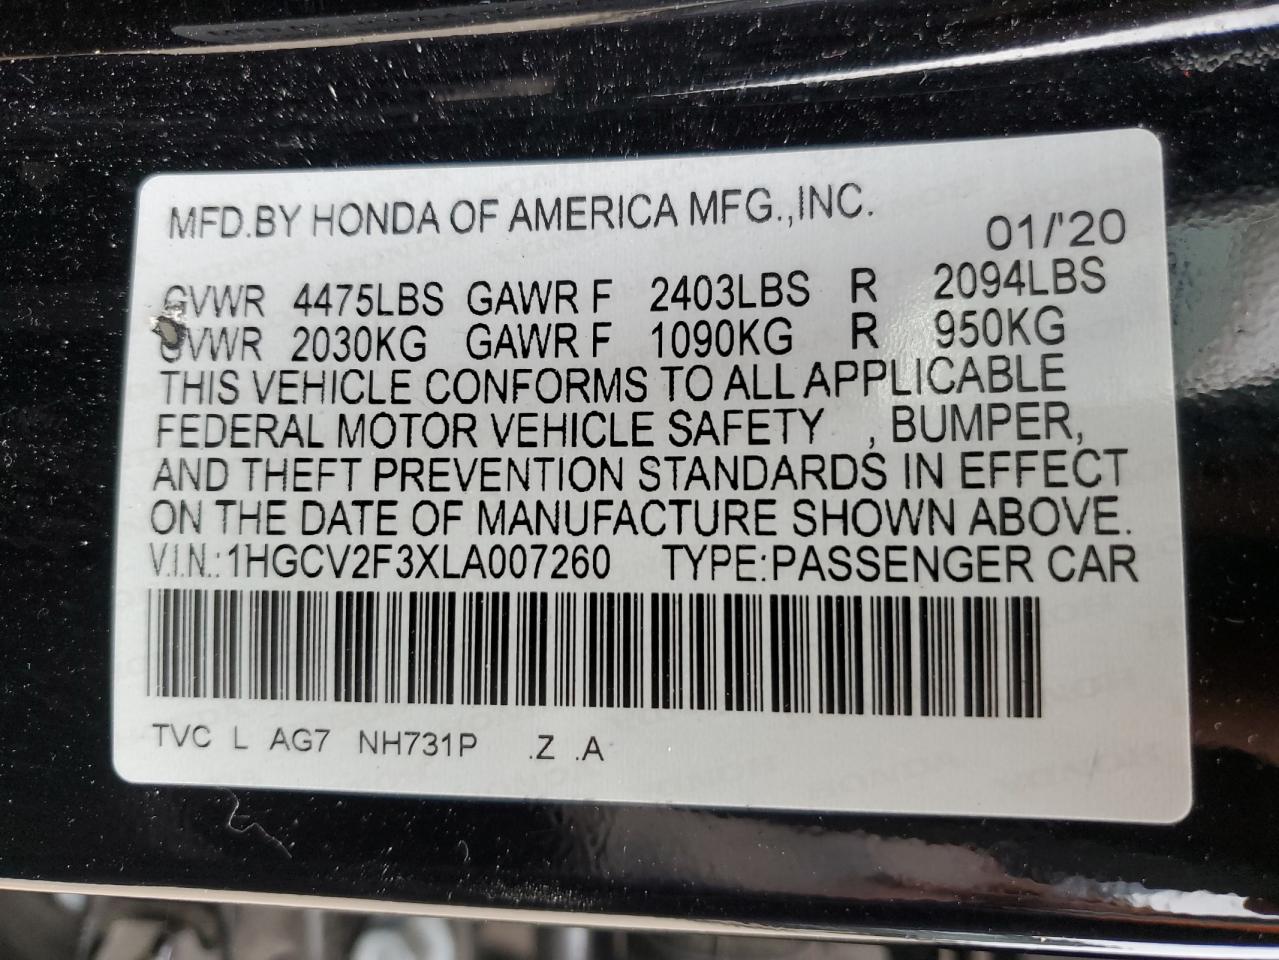 MFD.BY HONDA OF AMERICA MFG.,INC. 01/'20
GVWR 4475LBS GAWR F 2403LBS R 2094LBS
GVWR 2030KG GAWR F 1090KG R 950KG
THIS VEHICLE CONFORMS TO ALL APPLICABLE
FEDERAL MOTOR VEHICLE SAFETY , BUMPER,
AND THEFT PREVENTION STANDARDS IN EFFECT
ON THE DATE OF MANUFACTURE SHOWN ABOVE.
V.I.N.:1HGCV2F3XLA007260 TYPE:PASSENGER CAR
TVC L AG7 NH731P .Z .A